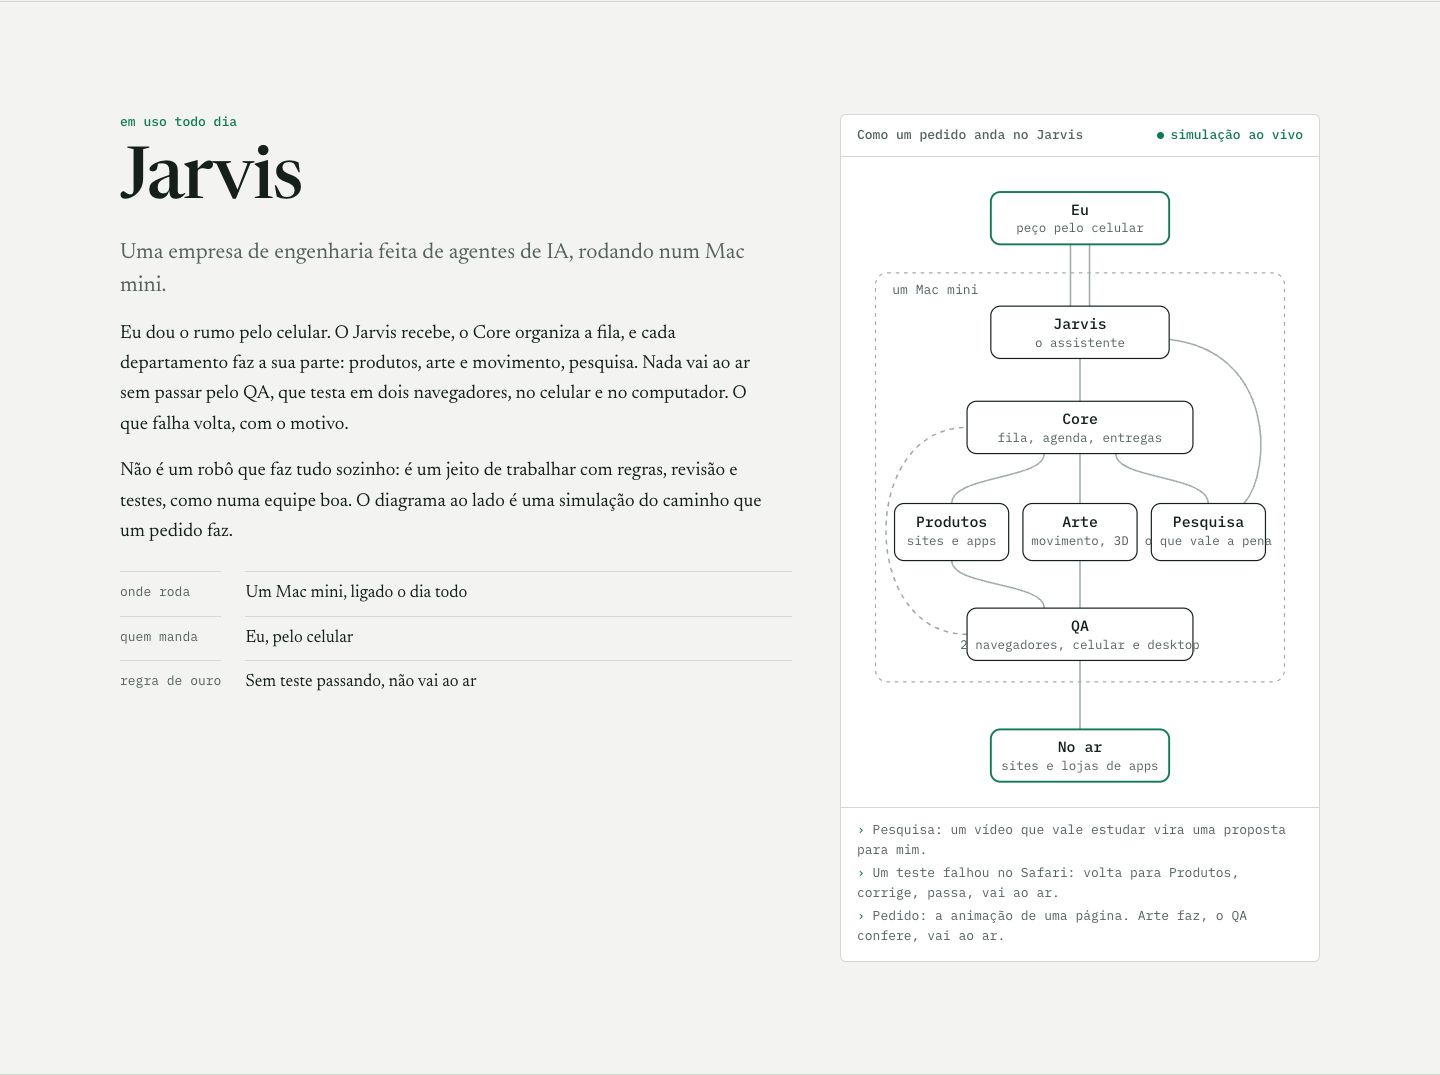 em uso todo dia
Jarvis
Uma empresa de engenharia feita de agentes de IA, rodando num Mac
mini.
Eu dou o rumo pelo celular. O Jarvis recebe, o Core organiza a fila, e cada
departamento faz a sua parte: produtos, arte e movimento, pesquisa. Nada vai ao ar
sem passar pelo QA, que testa em dois navegadores, no celular e no computador. O
que falha volta, com o motivo.
Não é um robô que faz tudo sozinho: é um jeito de trabalhar com regras, revisão e
testes, como numa equipe boa. O diagrama ao lado é uma simulação do caminho que
um pedido faz.
onde roda Um Mac mini, ligado o dia todo
quem manda Eu, pelo celular
regra de ouro Sem teste passando, não vai ao ar
Como um pedido anda no Jarvis ● simulação ao vivo
Eu
peço pelo celular
um Mac mini
Jarvis
o assistente
Core
fila, agenda, entregas
Produtos Arte Pesquisa
sites e apps movimento, 3D o que vale a pena
QA
2 navegadores, celular e desktop
No ar
sites e lojas de apps
› Pesquisa: um vídeo que vale estudar vira uma proposta
para mim.
› Um teste falhou no Safari: volta para Produtos,
corrige, passa, vai ao ar.
› Pedido: a animação de uma página. Arte faz, o QA
confere, vai ao ar.